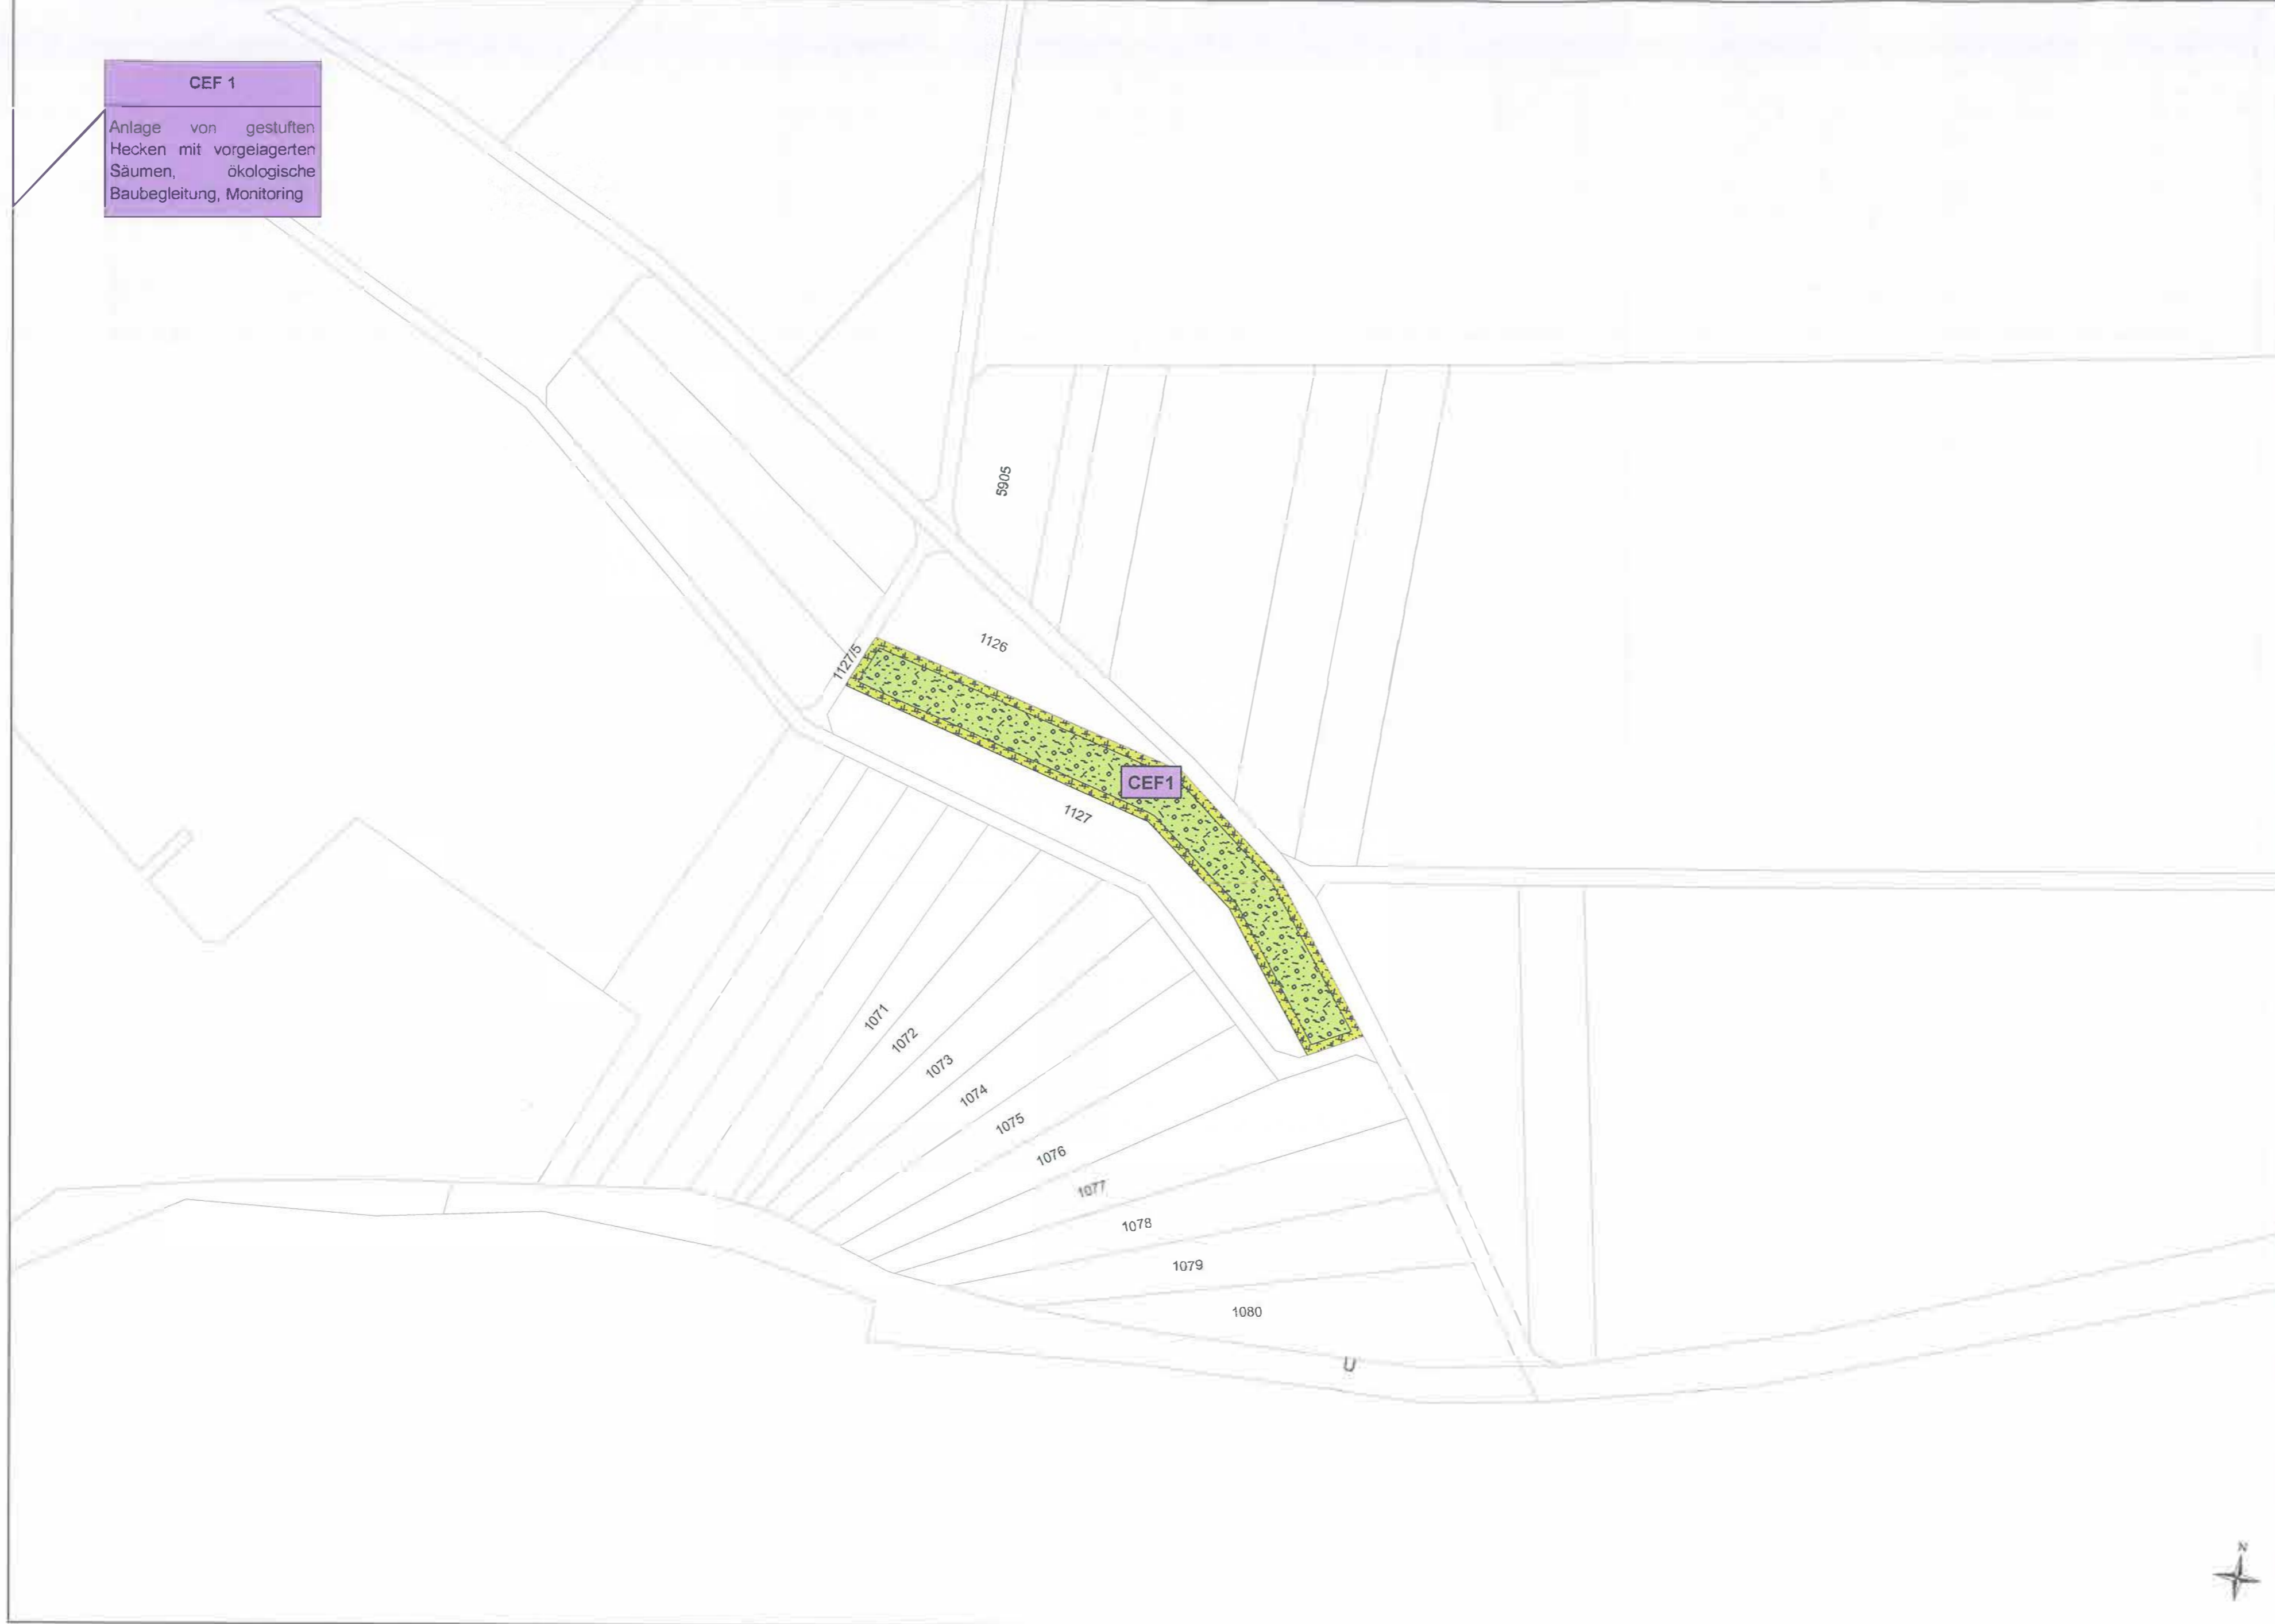 CEF 1
Anlage von gestuften
Hecken mit vorgelagerten
Säumen, ökologische
Baubegleitung, Monitoring
5905
1126
1127/5
CEF1
1127
1071
1072
1073
1074
1075
1076
1077
1078
1079
1080
U
N